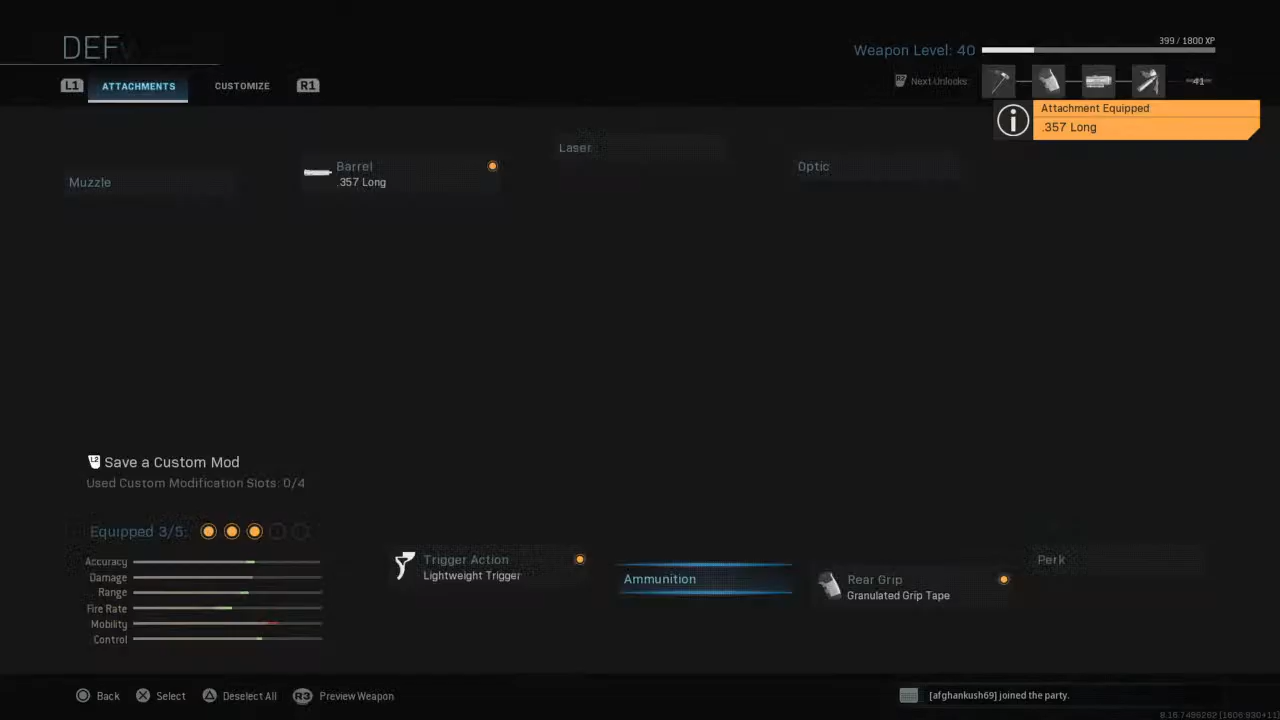 DEF
Weapon Level: 40
399 / 1800 XP
L1
ATTACHMENTS
CUSTOMIZE
R1
R2
Next Unlocks:
41
Attachment Equipped
.357 Long
Muzzle
Barrel
.357 Long
Laser
Optic
L2
Save a Custom Mod
Used Custom Modification Slots: 0/4
Equipped 3/5:
Accuracy
Damage
Range
Fire Rate
Mobility
Control
Trigger Action
Lightweight Trigger
Ammunition
Rear Grip
Granulated Grip Tape
Perk
Back
Select
Deselect All
R3
Preview Weapon
[afghankush69] joined the party.